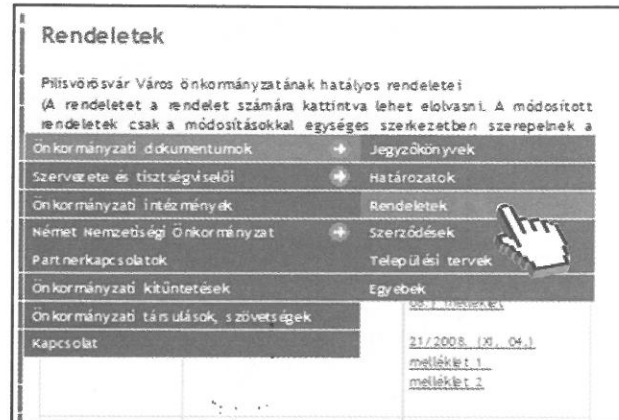 Rendeletek
Pilisvörösvár Város önkormányzatának hatályos rendeletei
(A rendeletet a rendelet számára kattintva lehet elolvasni. A módosított
rendeletek csak a módosításokkal egységes szerkezetben szerepelnek a
Önkormányzati dokumentumok
Szervezete és tisztségviselői
Önkormányzati intézmények
Német Nemzetiségi Önkormányzat
Partnerkapcsolatok
Önkormányzati kitüntetések
Önkormányzati társulások, szövetségek
Kapcsolat
Jegyzőkönyvek
Határozatok
Rendeletek
Szerződések
Települési tervek
Egyebek
melléklet
21/2008. (XI. 04.)
melléklet 1.
melléklet 2